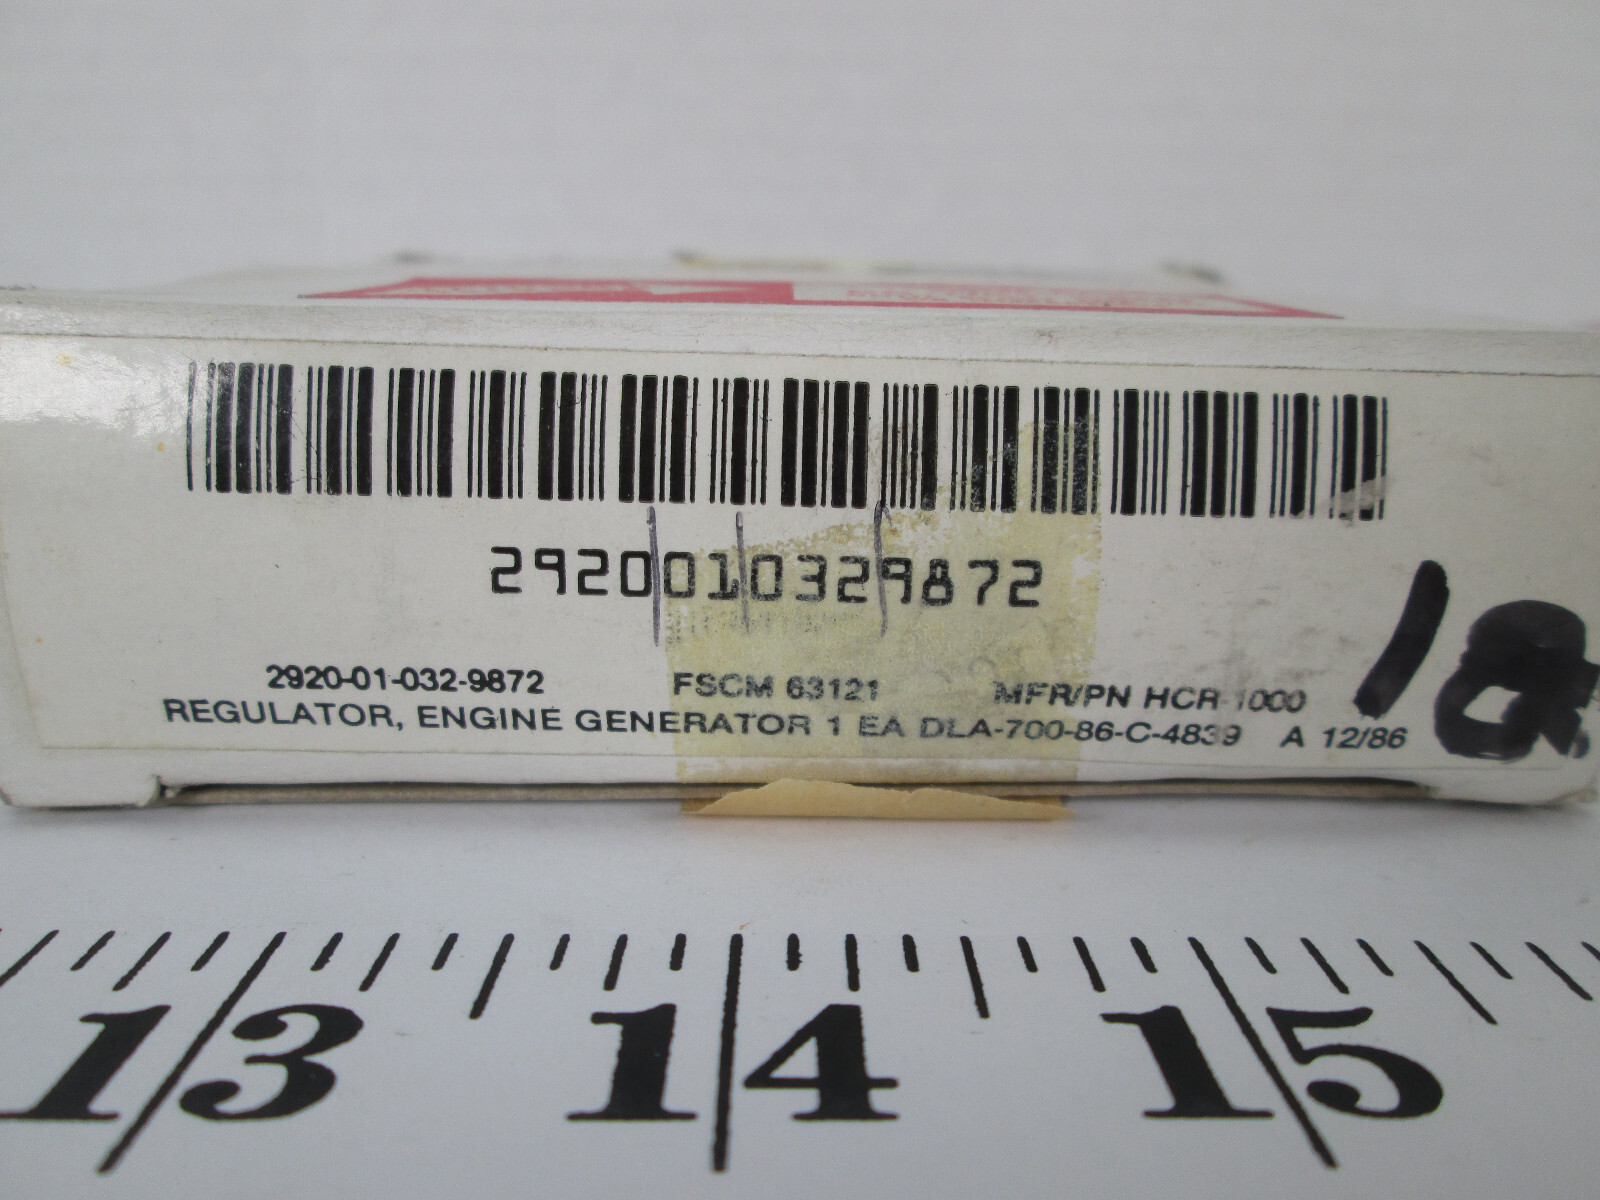 2920010329872
2920-01-032-9872 FSCM 63121 MFR/PN HCR-1000
REGULATOR, ENGINE GENERATOR 1 EA DLA-700-86-C-4839 A 12/86
13 14 15